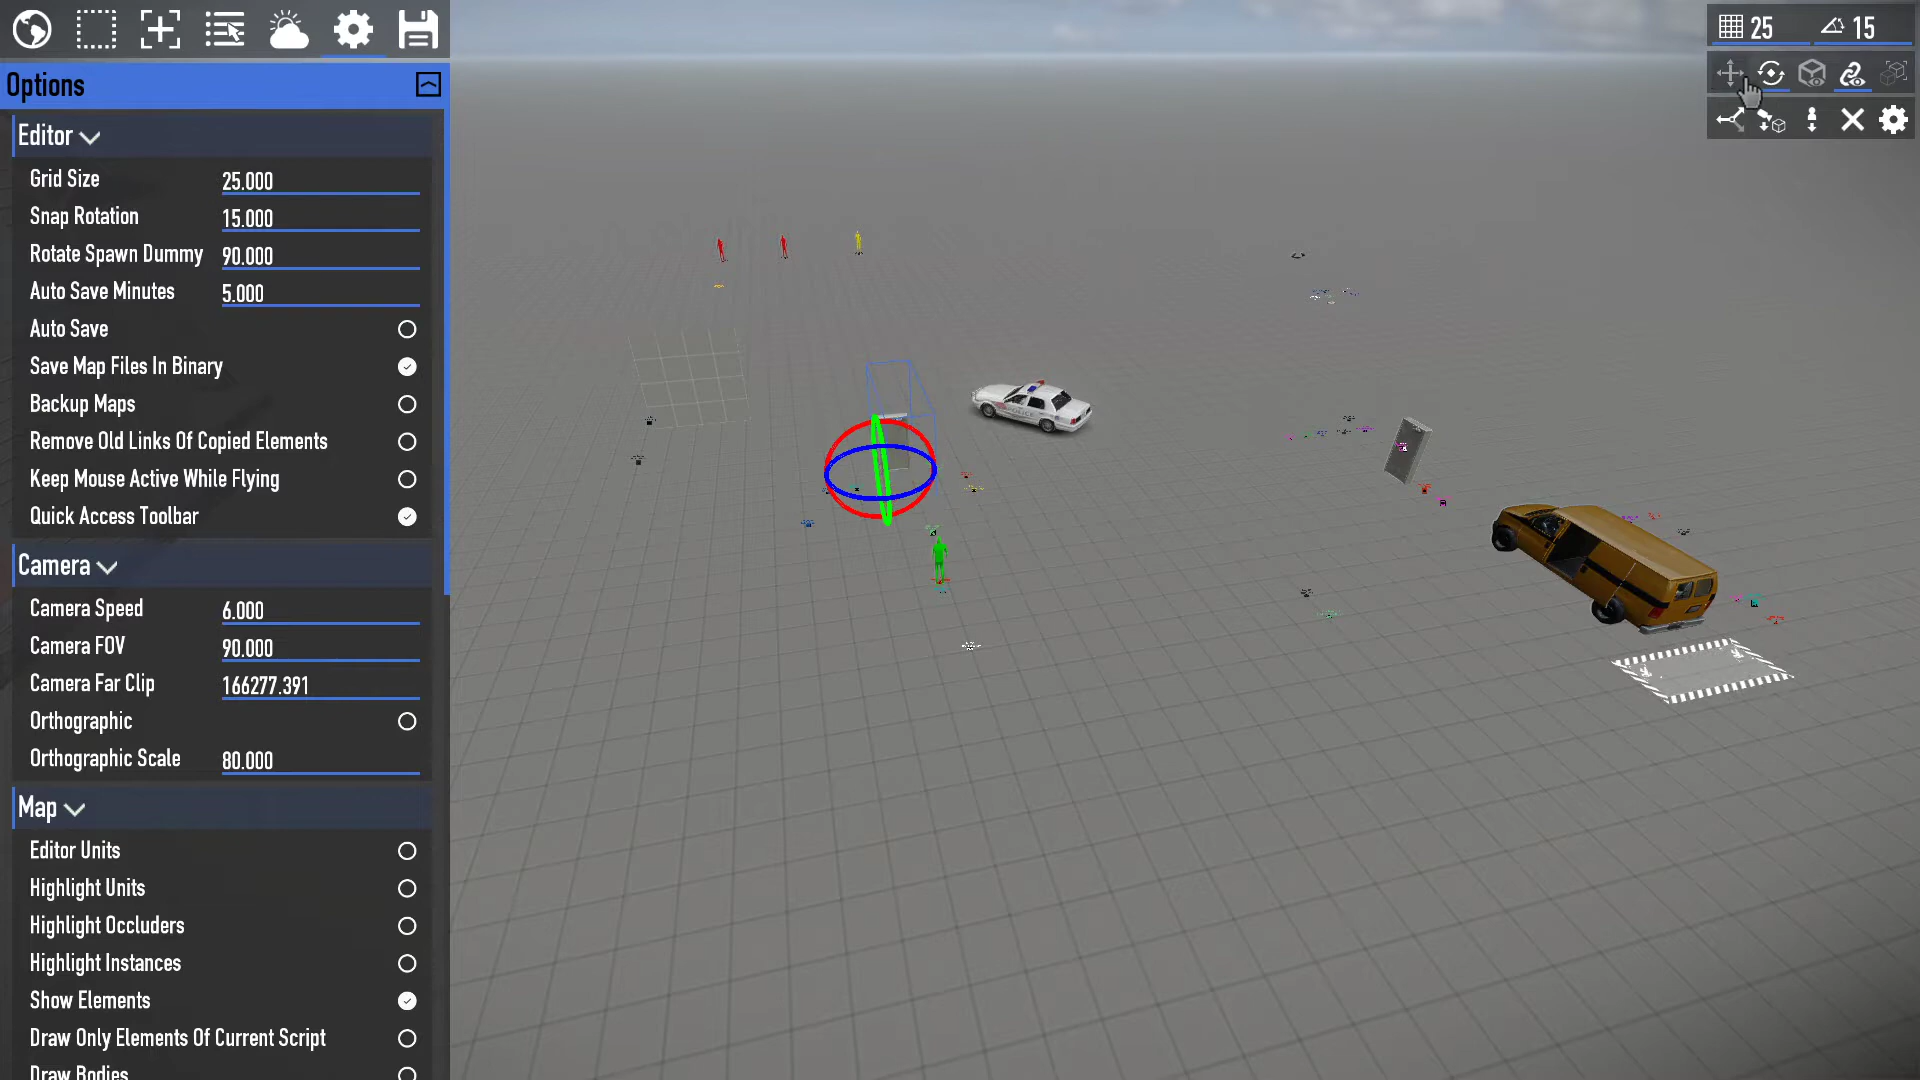 25
15
Options
Editor
Grid Size 25.000
Snap Rotation 15.000
Rotate Spawn Dummy 90.000
Auto Save Minutes 5.000
Auto Save
Save Map Files In Binary
Backup Maps
Remove Old Links Of Copied Elements
Keep Mouse Active While Flying
Quick Access Toolbar
Camera
Camera Speed 6.000
Camera FOV 90.000
Camera Far Clip 166277.391
Orthographic
Orthographic Scale 80.000
Map
Editor Units
Highlight Units
Highlight Occluders
Highlight Instances
Show Elements
Draw Only Elements Of Current Script
Draw Bodies